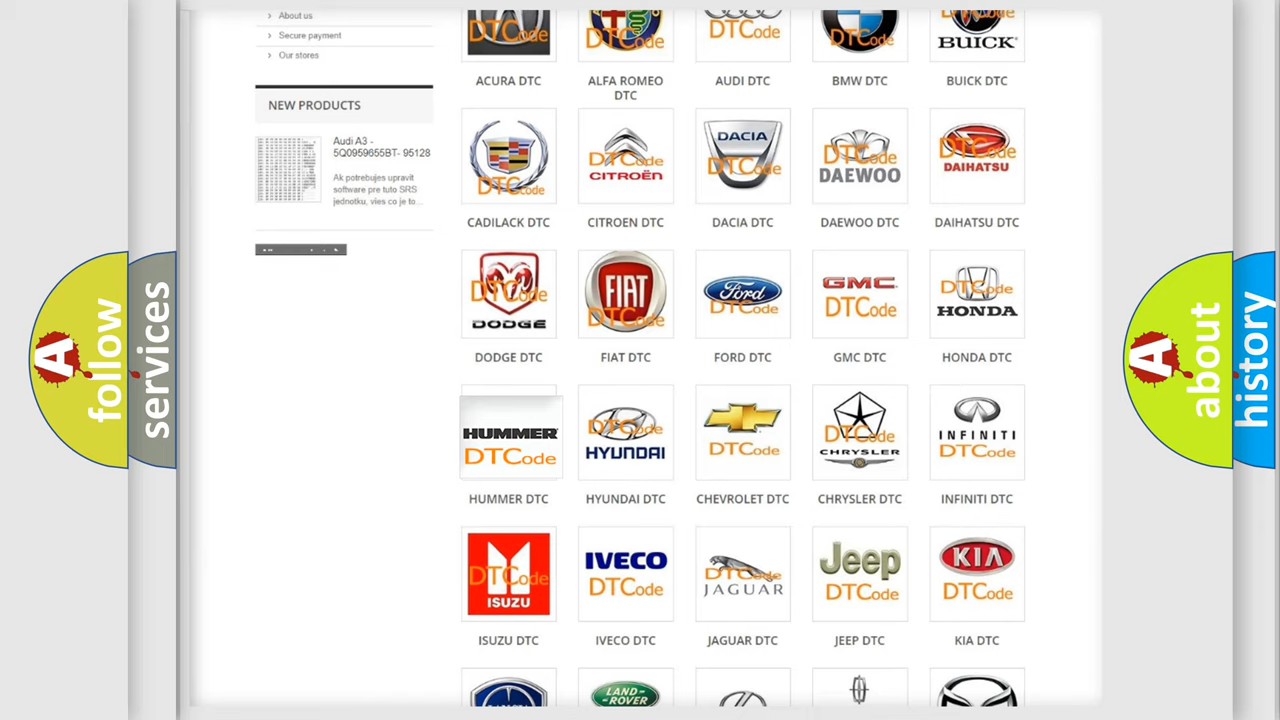 About us
Secure payment
Our stores
NEW PRODUCTS
Audi A3 -
5Q0959655BT- 95128
Ak potrebujes upravit
software pre tuto SRS
jednotku, vies co je to...
A
follow
services
A
about
history
DTCode
DTCode
DTCode
DTCode
DTCode
BUICK
ACURA DTC
ALFA ROMEO
DTC
AUDI DTC
BMW DTC
BUICK DTC
DTCode
DTCode
CITROËN
DACIA
DTCode
DTCode
DAEWOO
DTCode
DAIHATSU
CADILACK DTC
CITROEN DTC
DACIA DTC
DAEWOO DTC
DAIHATSU DTC
DTCode
DODGE
FIAT
DTCode
Ford
DTCode
GMC
DTCode
DTCode
HONDA
DODGE DTC
FIAT DTC
FORD DTC
GMC DTC
HONDA DTC
HUMMER
DTCode
DTCode
HYUNDAI
DTCode
DTCode
CHRYSLER
INFINITI
DTCode
HUMMER DTC
HYUNDAI DTC
CHEVROLET DTC
CHRYSLER DTC
INFINITI DTC
DTCode
ISUZU
IVECO
DTCode
DTCode
JAGUAR
Jeep
DTCode
KIA
DTCode
ISUZU DTC
IVECO DTC
JAGUAR DTC
JEEP DTC
KIA DTC
LAND-
ROVER